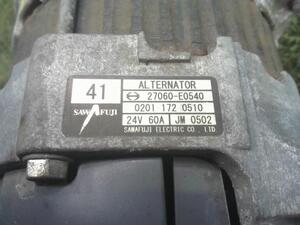 41
ALTERNATOR
27060-E0540
SAWAFUJI
0201 172 0510
24V 60A JM 0502
SAWAFUJI ELECTRIC CO., LTD